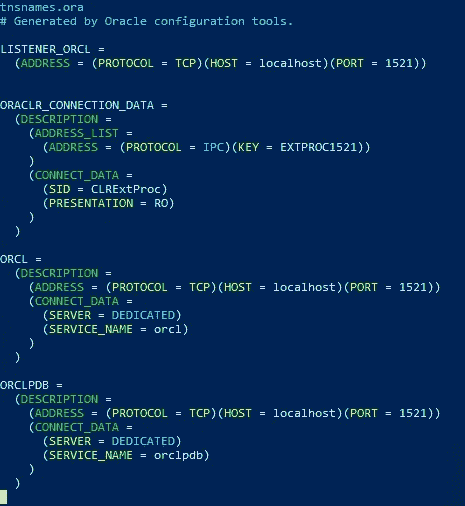 tnsnames.ora
# Generated by Oracle configuration tools.
LISTENER_ORCL =
(ADDRESS = (PROTOCOL = TCP)(HOST = localhost)(PORT = 1521))
ORACLR_CONNECTION_DATA =
(DESCRIPTION =
(ADDRESS_LIST =
(ADDRESS = (PROTOCOL = IPC)(KEY = EXTPROC1521))
)
(CONNECT_DATA =
(SID = CLRExtProc)
(PRESENTATION = RO)
)
)
ORCL =
(DESCRIPTION =
(ADDRESS = (PROTOCOL = TCP)(HOST = localhost)(PORT = 1521))
(CONNECT_DATA =
(SERVER = DEDICATED)
(SERVICE_NAME = orcl)
)
)
ORCLPDB =
(DESCRIPTION =
(ADDRESS = (PROTOCOL = TCP)(HOST = localhost)(PORT = 1521))
(CONNECT_DATA =
(SERVER = DEDICATED)
(SERVICE_NAME = orclpdb)
)
)